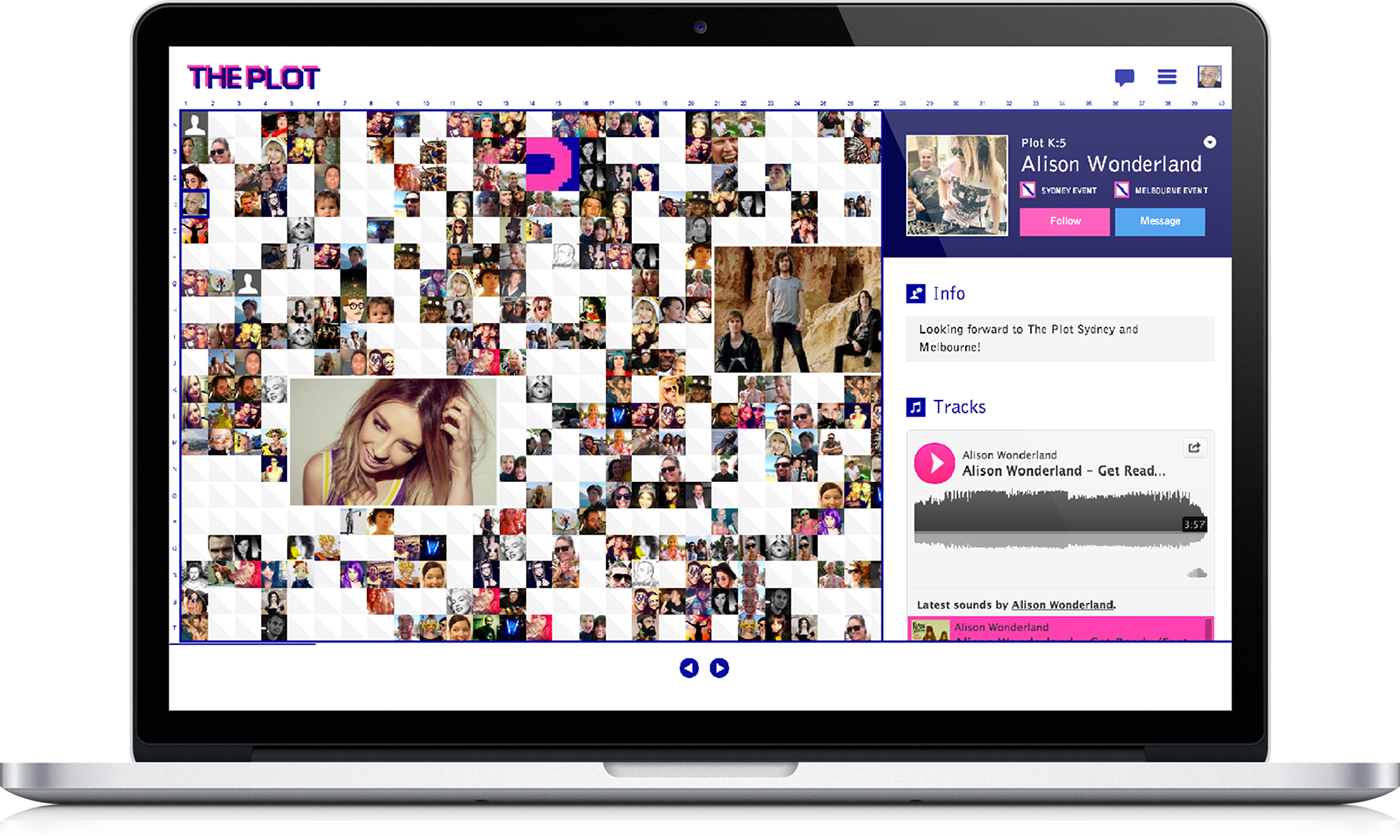 THE PLOT
1 2 3 4 5 6 7 8 9 10 11 12 13 14 15 16 17 18 19 20 21 22 23 24 25 26 27 28 29 30 31 32 33 34 35 36 37 38 39 40
Plot K:5
Alison Wonderland
SYDNEY EVENT MELBOURNE EVENT
Follow Message
Info
Looking forward to The Plot Sydney and
Melbourne!
Tracks
Alison Wonderland
Alison Wonderland – Get Read...
3:57
Latest sounds by Alison Wonderland.
Alison Wonderland